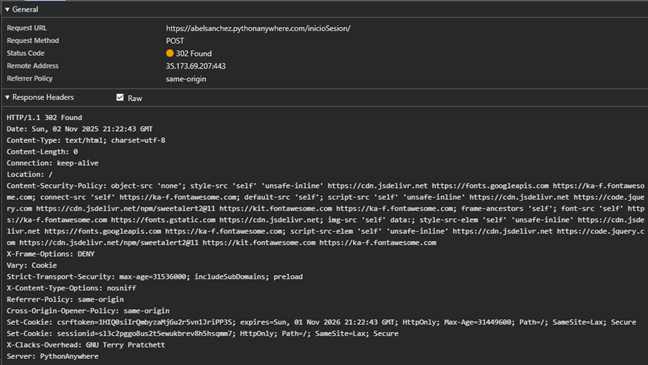 General
Request URL https://abelsanchez.pythonanywhere.com/inicioSesion/
Request Method POST
Status Code 302 Found
Remote Address 35.173.69.207:443
Referrer Policy same-origin
Response Headers Raw
HTTP/1.1 302 Found
Date: Sun, 02 Nov 2025 21:22:43 GMT
Content-Type: text/html; charset=utf-8
Content-Length: 0
Connection: keep-alive
Location: /
Content-Security-Policy: object-src 'none'; style-src 'self' 'unsafe-inline' https://cdn.jsdelivr.net https://fonts.googleapis.com https://ka-f.fontaweso
me.com; connect-src 'self' https://ka-f.fontawesome.com; default-src 'self'; script-src 'self' 'unsafe-inline' https://cdn.jsdelivr.net https://code.jque
ry.com https://cdn.jsdelivr.net/npm/sweetalert2@11 https://kit.fontawesome.com https://ka-f.fontawesome.com; frame-ancestors 'self'; font-src 'self' http
s://ka-f.fontawesome.com https://fonts.gstatic.com https://cdn.jsdelivr.net; img-src 'self' data:; style-src-elem 'self' 'unsafe-inline' https://cdn.jsde
livr.net https://fonts.googleapis.com https://ka-f.fontawesome.com; script-src-elem 'self' 'unsafe-inline' https://cdn.jsdelivr.net https://code.jquery.c
om https://cdn.jsdelivr.net/npm/sweetalert2@11 https://kit.fontawesome.com https://ka-f.fontawesome.com
X-Frame-Options: DENY
Vary: Cookie
Strict-Transport-Security: max-age=31536000; includeSubDomains; preload
X-Content-Type-Options: nosniff
Referrer-Policy: same-origin
Cross-Origin-Opener-Policy: same-origin
Set-Cookie: csrftoken=1HIQ0siIrQmbyzaMjGu2r5vn1JriPP3S; expires=Sun, 01 Nov 2026 21:22:43 GMT; HttpOnly; Max-Age=31449600; Path=/; SameSite=Lax; Secure
Set-Cookie: sessionid=sl3c2ppgo8us2t5ewukbrev8h5hsqmm7; HttpOnly; Path=/; SameSite=Lax; Secure
X-Clacks-Overhead: GNU Terry Pratchett
Server: PythonAnywhere